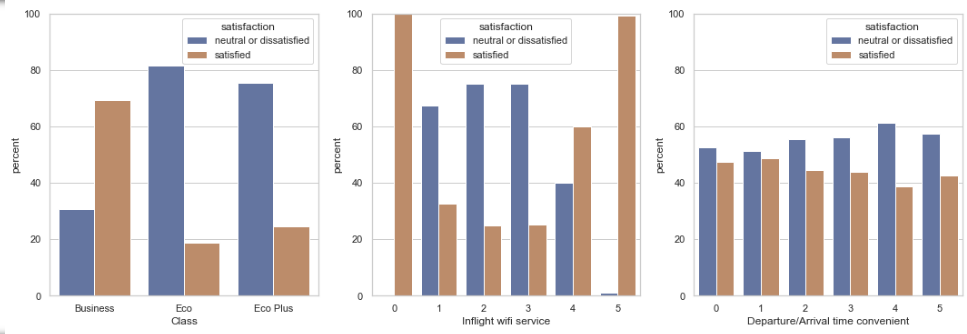 100
80
60
40
20
0
percent
satisfaction
neutral or dissatisfied
satisfied
Business Eco Eco Plus
Class
100
80
60
40
20
0
percent
satisfaction
neutral or dissatisfied
satisfied
0 1 2 3 4 5
Inflight wifi service
100
80
60
40
20
0
percent
satisfaction
neutral or dissatisfied
satisfied
0 1 2 3 4 5
Departure/Arrival time convenient